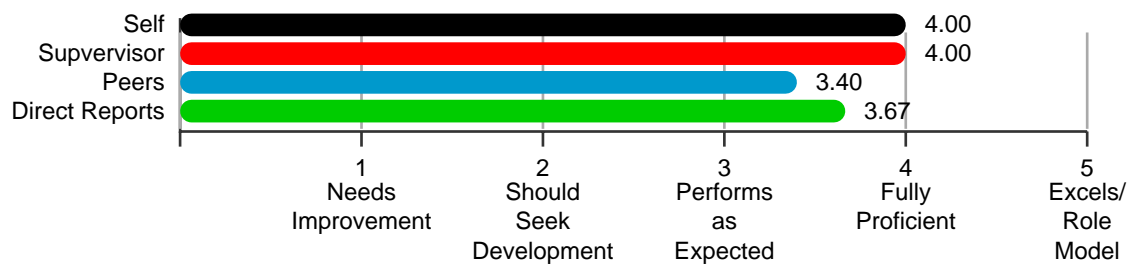 Self 4.00
Supvervisor 4.00
Peers 3.40
Direct Reports 3.67
1 2 3 4 5
Needs Should Performs Fully Excels/
Improvement Seek as Proficient Role
Development Expected Model